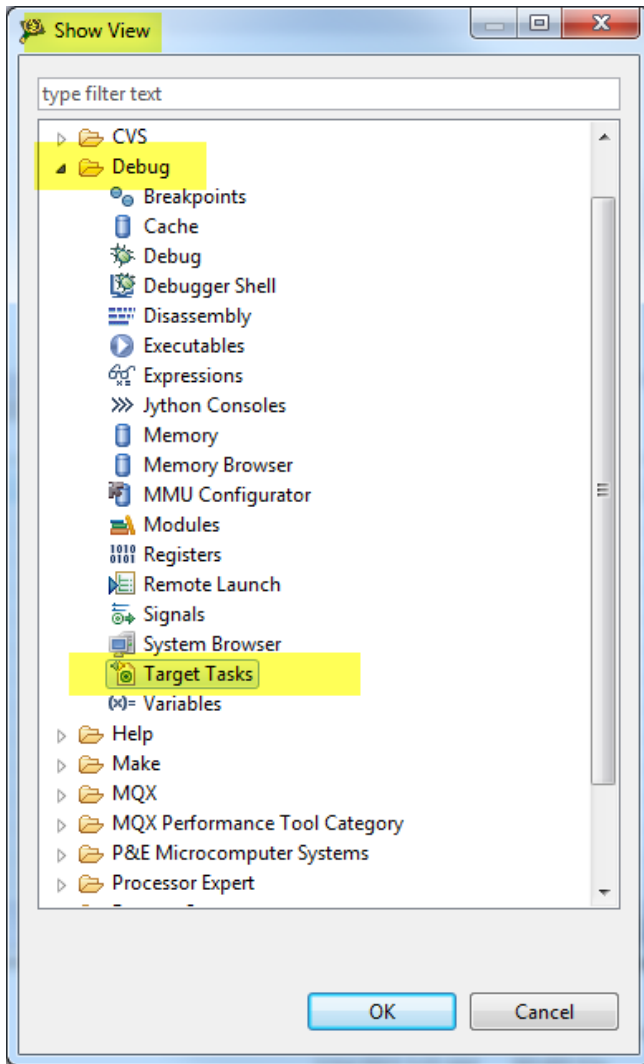 Show View
type filter text
CVS
Debug
Breakpoints
Cache
Debug
Debugger Shell
Disassembly
Executables
Expressions
Jython Consoles
Memory
Memory Browser
MMU Configurator
Modules
Registers
Remote Launch
Signals
System Browser
Target Tasks
(x)= Variables
Help
Make
MQX
MQX Performance Tool Category
P&E Microcomputer Systems
Processor Expert
OK Cancel